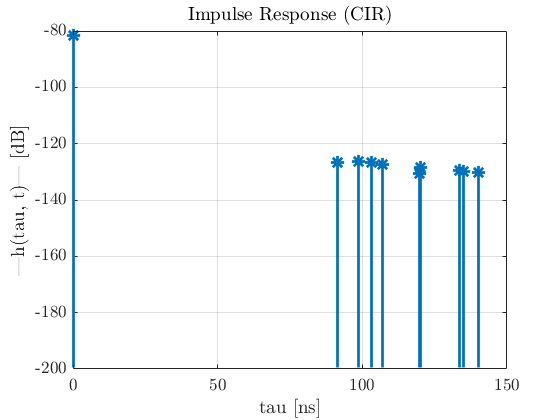 Impulse Response (CIR)
-80
-100
-120
-140
-160
-180
-200
—h(tau, t)— [dB]
0 50 100 150
tau [ns]